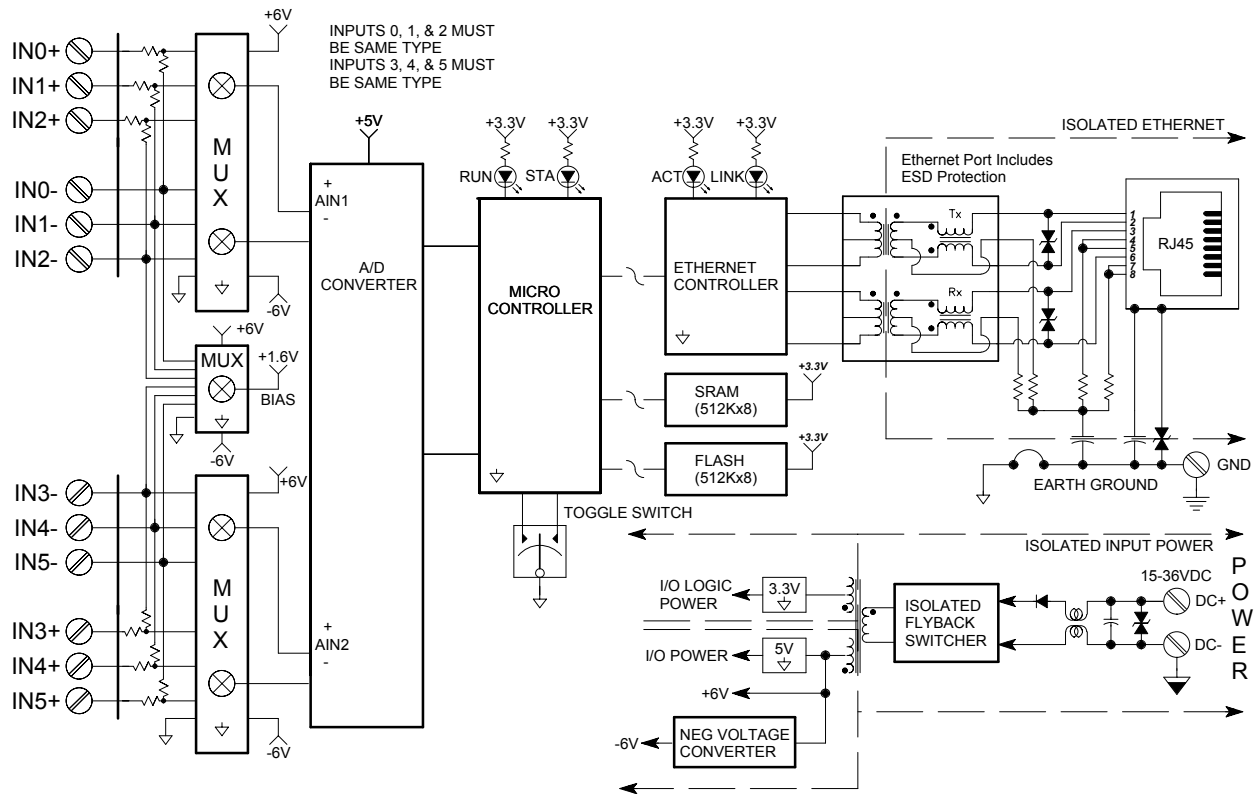 IN0+
IN1+
IN2+
IN0-
IN1-
IN2-
+6V
MUX
-6V
INPUTS 0, 1, & 2 MUST
BE SAME TYPE
INPUTS 3, 4, & 5 MUST
BE SAME TYPE
+6V
MUX
+1.6V
BIAS
-6V
IN3-
IN4-
IN5-
IN3+
IN4+
IN5+
+6V
MUX
-6V
+5V
+
AIN1
-
A/D
CONVERTER
+
AIN2
-
+3.3V
+3.3V
RUN
STA
MICRO
CONTROLLER
TOGGLE SWITCH
+3.3V
+3.3V
ACT
LINK
ETHERNET
CONTROLLER
SRAM
(512Kx8)
+3.3V
FLASH
(512Kx8)
+3.3V
ISOLATED ETHERNET
Ethernet Port Includes
ESD Protection
Tx
Rx
1
2
3
4
5
6
7
8
RJ45
GND
EARTH GROUND
ISOLATED INPUT POWER
I/O LOGIC
POWER
3.3V
I/O POWER
5V
+6V
-6V
NEG VOLTAGE
CONVERTER
ISOLATED
FLYBACK
SWITCHER
15-36VDC
DC+
DC-
POWER